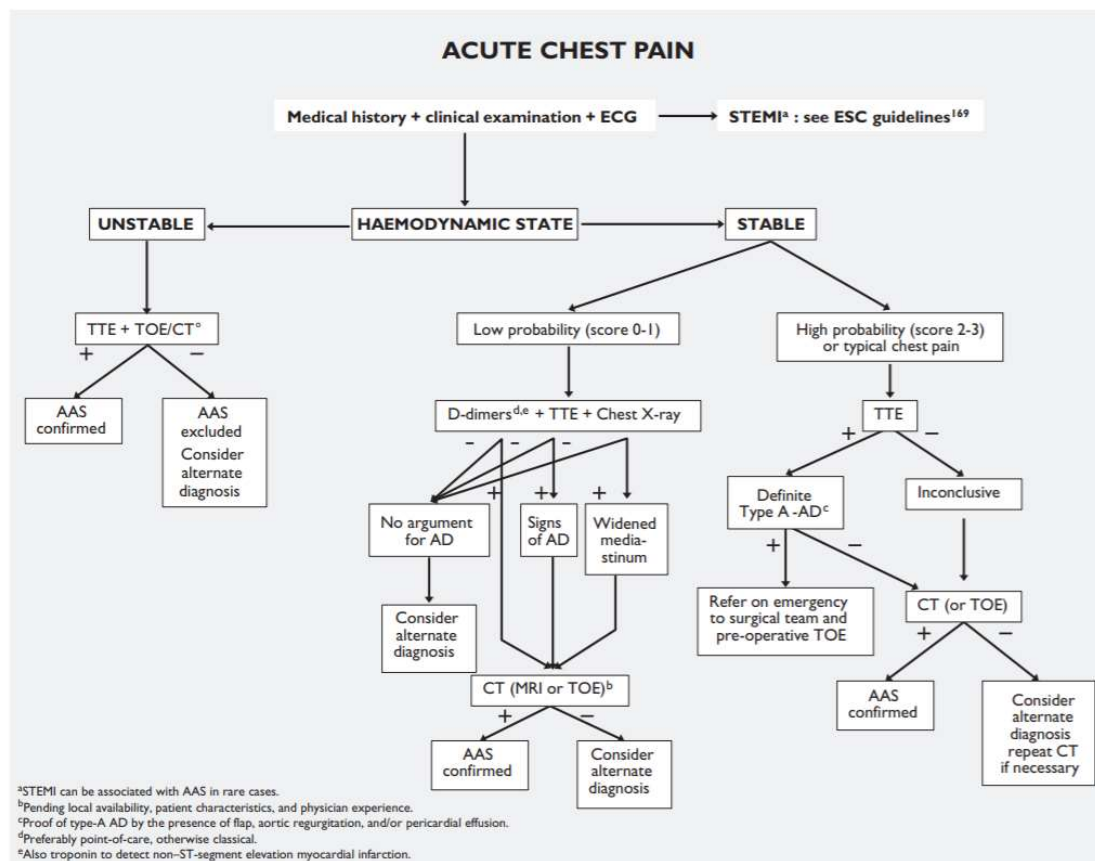 ACUTE CHEST PAIN
Medical history + clinical examination + ECG
STEMIᵃ : see ESC guidelines¹⁶⁹
UNSTABLE
HAEMODYNAMIC STATE
STABLE
TTE + TOE/CT°
+
–
AAS
confirmed
AAS
excluded
Consider
alternate
diagnosis
Low probability (score 0-1)
D-dimersᵈ,ᵉ + TTE + Chest X-ray
-
-
-
+
+
+
No argument
for AD
Signs
of AD
Widened
media-
stinum
Consider
alternate
diagnosis
CT (MRI or TOE)ᵇ
+
–
AAS
confirmed
Consider
alternate
diagnosis
High probability (score 2-3)
or typical chest pain
TTE
+
–
Definite
Type A -ADᶜ
Inconclusive
+
–
Refer on emergency
to surgical team and
pre-operative TOE
CT (or TOE)
+
–
AAS
confirmed
Consider
alternate
diagnosis
repeat CT
if necessary
ᵃSTEMI can be associated with AAS in rare cases.
ᵇPending local availability, patient characteristics, and physician experience.
ᶜProof of type-A AD by the presence of flap, aortic regurgitation, and/or pericardial effusion.
ᵈPreferably point-of-care, otherwise classical.
ᵉAlso troponin to detect non–ST-segment elevation myocardial infarction.